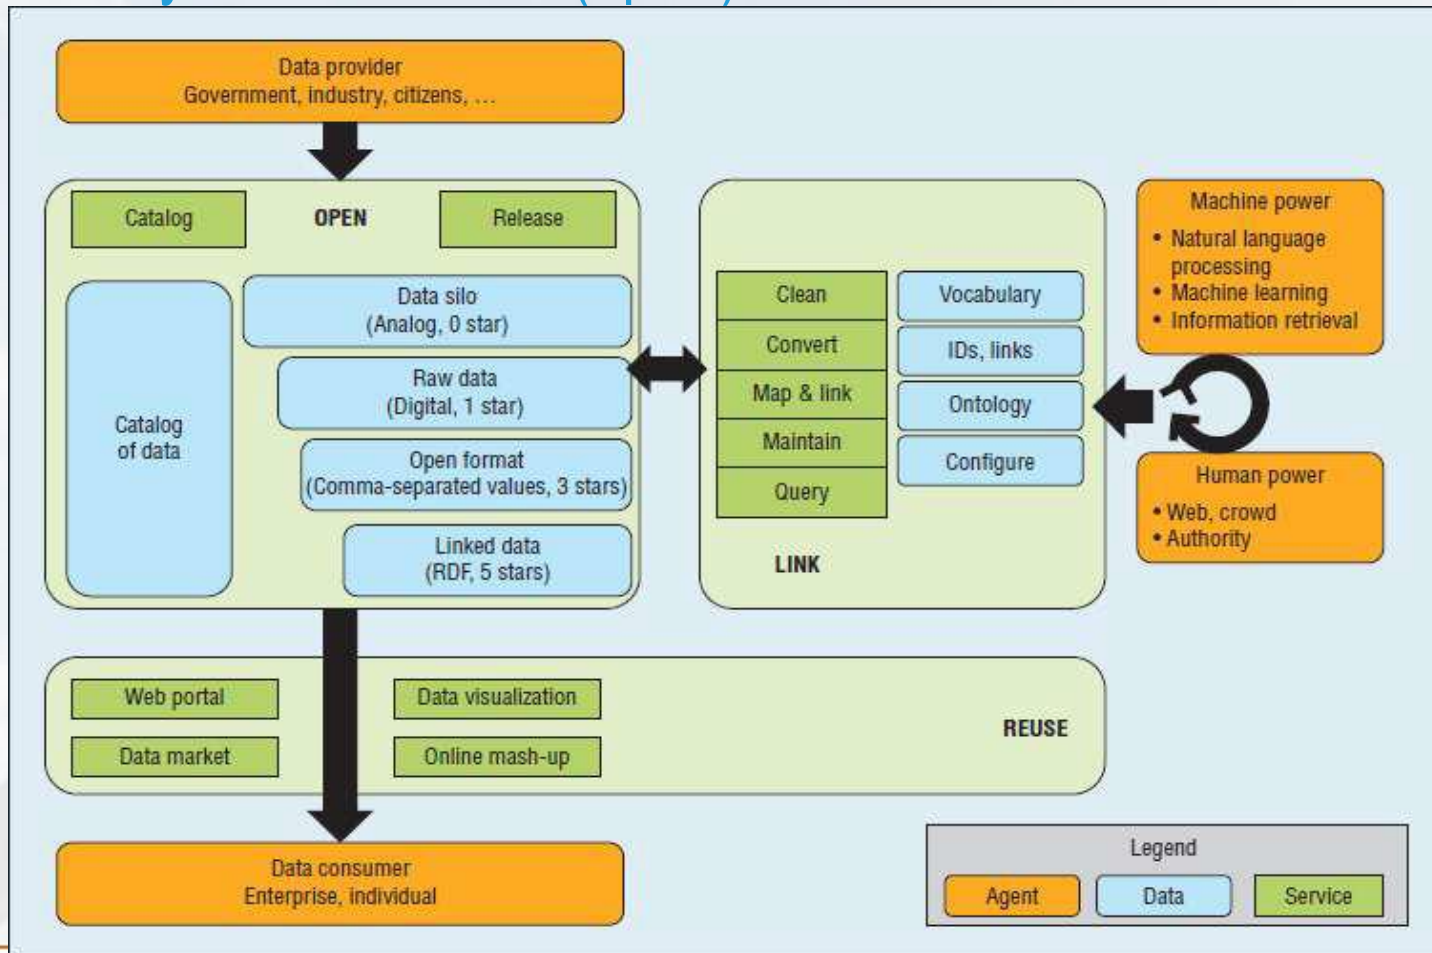 Data provider
Government, industry, citizens, …
Catalog
OPEN
Release
Data silo
(Analog, 0 star)
Raw data
(Digital, 1 star)
Open format
(Comma-separated values, 3 stars)
Linked data
(RDF, 5 stars)
Catalog
of data
Clean
Convert
Map & link
Maintain
Query
Vocabulary
IDs, links
Ontology
Configure
LINK
Machine power
• Natural language
processing
• Machine learning
• Information retrieval
Human power
• Web, crowd
• Authority
Web portal
Data visualization
Data market
Online mash-up
REUSE
Data consumer
Enterprise, individual
Legend
Agent
Data
Service